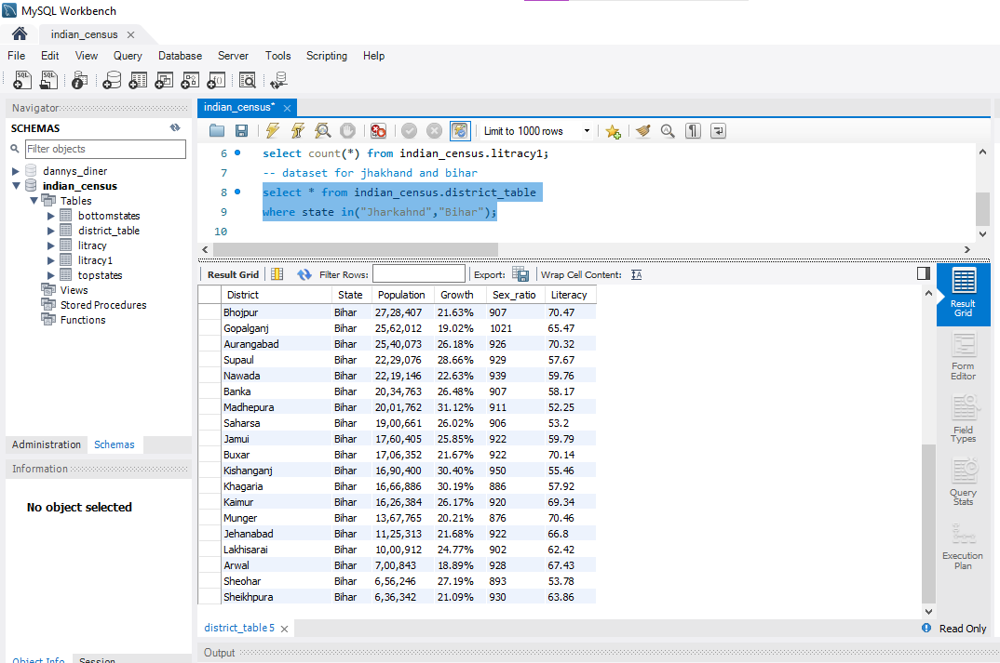 MySQL Workbench
indian_census
File Edit View Query Database Server Tools Scripting Help
Navigator
SCHEMAS
Filter objects
dannys_diner
indian_census
Tables
bottomstates
district_table
litracy
litracy1
topstates
Views
Stored Procedures
Functions
Administration Schemas
Information
No object selected
Object Info Session
indian_census*
Limit to 1000 rows
6 select count(*) from indian_census.litracy1;
7 -- dataset for jhakhand and bihar
8 select * from indian_census.district_table
9 where state in("Jharkahnd","Bihar");
10
Result Grid Filter Rows: Export: Wrap Cell Content:
District State Population Growth Sex_ratio Literacy
Bhojpur Bihar 27,28,407 21.63% 907 70.47
Gopalganj Bihar 25,62,012 19.02% 1021 65.47
Aurangabad Bihar 25,40,073 26.18% 926 70.32
Supaul Bihar 22,29,076 28.66% 929 57.67
Nawada Bihar 22,19,146 22.63% 939 59.76
Banka Bihar 20,34,763 26.48% 907 58.17
Madhepura Bihar 20,01,762 31.12% 911 52.25
Saharsa Bihar 19,00,661 26.02% 906 53.2
Jamui Bihar 17,60,405 25.85% 922 59.79
Buxar Bihar 17,06,352 21.67% 922 70.14
Kishanganj Bihar 16,90,400 30.40% 950 55.46
Khagaria Bihar 16,66,886 30.19% 886 57.92
Kaimur Bihar 16,26,384 26.17% 920 69.34
Munger Bihar 13,67,765 20.21% 876 70.46
Jehanabad Bihar 11,25,313 21.68% 922 66.8
Lakhisarai Bihar 10,00,912 24.77% 902 62.42
Arwal Bihar 7,00,843 18.89% 928 67.43
Sheohar Bihar 6,56,246 27.19% 893 53.78
Sheikhpura Bihar 6,36,342 21.09% 930 63.86
Result
Grid
Form
Editor
Field
Types
Query
Stats
Execution
Plan
district_table 5
Read Only
Output